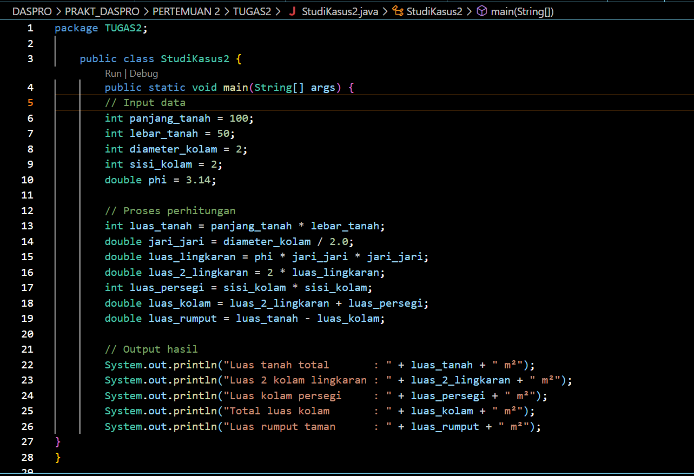 DASPRO > PRAKT_DASPRO > PERTEMUAN 2 > TUGAS2 > J StudiKasus2.java > StudiKasus2 > main(String[])
1 package TUGAS2;
2
3 public class StudiKasus2 {
Run | Debug
4 public static void main(String[] args) {
5 // Input data
6 int panjang_tanah = 100;
7 int lebar_tanah = 50;
8 int diameter_kolam = 2;
9 int sisi_kolam = 2;
10 double phi = 3.14;
11
12 // Proses perhitungan
13 int luas_tanah = panjang_tanah * lebar_tanah;
14 double jari_jari = diameter_kolam / 2.0;
15 double luas_lingkaran = phi * jari_jari * jari_jari;
16 double luas_2_lingkaran = 2 * luas_lingkaran;
17 int luas_persegi = sisi_kolam * sisi_kolam;
18 double luas_kolam = luas_2_lingkaran + luas_persegi;
19 double luas_rumput = luas_tanah - luas_kolam;
20
21 // Output hasil
22 System.out.println("Luas tanah total       : " + luas_tanah + " m²");
23 System.out.println("Luas 2 kolam lingkaran : " + luas_2_lingkaran + " m²");
24 System.out.println("Luas kolam persegi     : " + luas_persegi + " m²");
25 System.out.println("Total luas kolam       : " + luas_kolam + " m²");
26 System.out.println("Luas rumput taman      : " + luas_rumput + " m²");
27 }
28 }
29